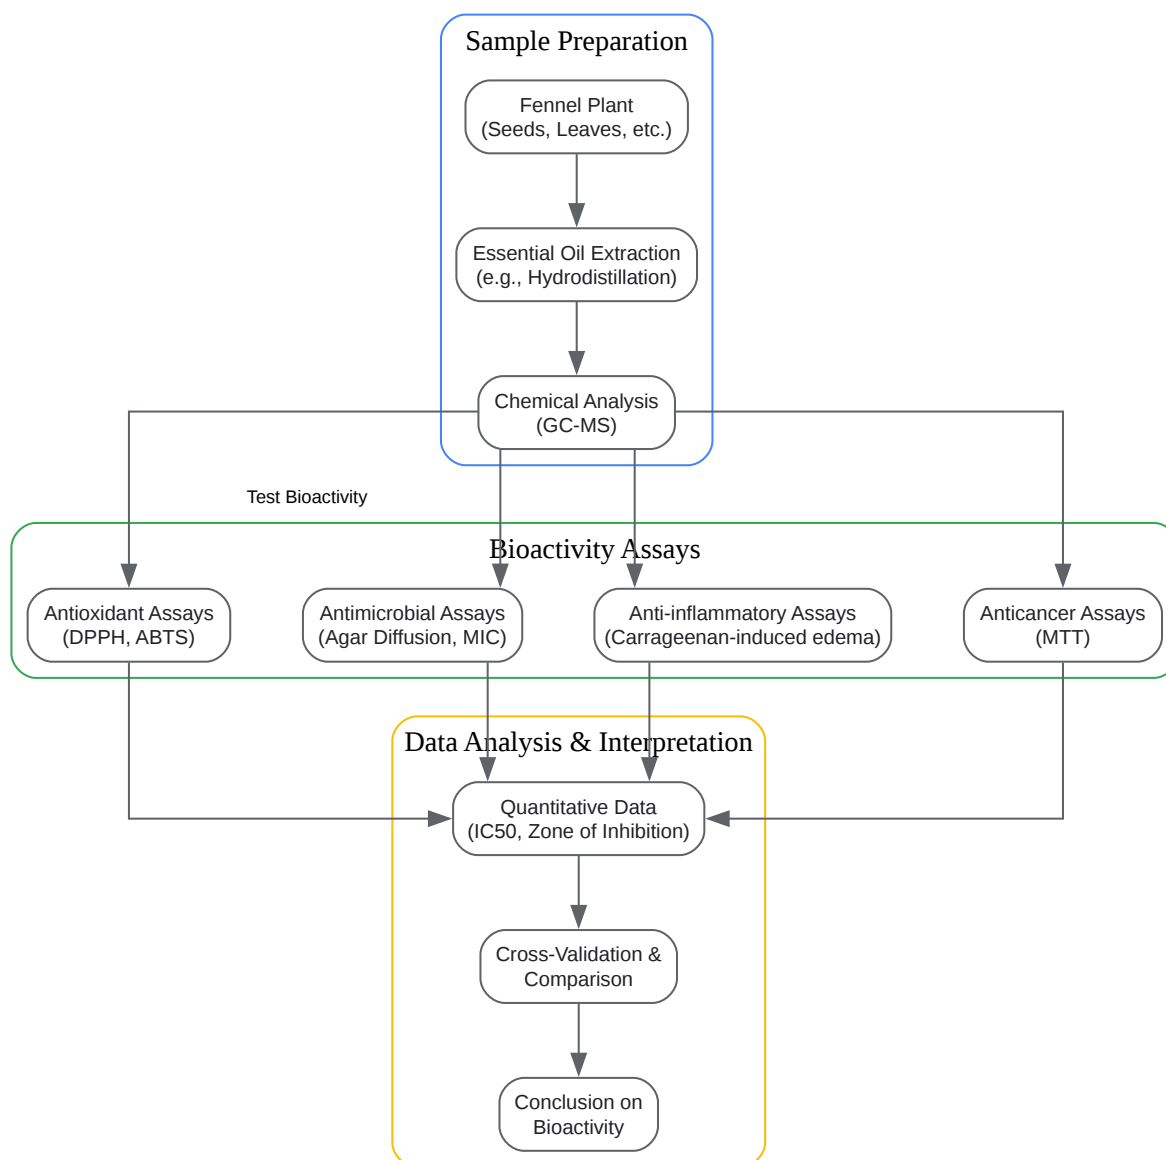 Sample Preparation
Fennel Plant
(Seeds, Leaves, etc.)
Essential Oil Extraction
(e.g., Hydrodistillation)
Chemical Analysis
(GC-MS)
Test Bioactivity
Bioactivity Assays
Antioxidant Assays
(DPPH, ABTS)
Antimicrobial Assays
(Agar Diffusion, MIC)
Anti-inflammatory Assays
(Carrageenan-induced edema)
Anticancer Assays
(MTT)
Data Analysis & Interpretation
Quantitative Data
(IC50, Zone of Inhibition)
Cross-Validation &
Comparison
Conclusion on
Bioactivity